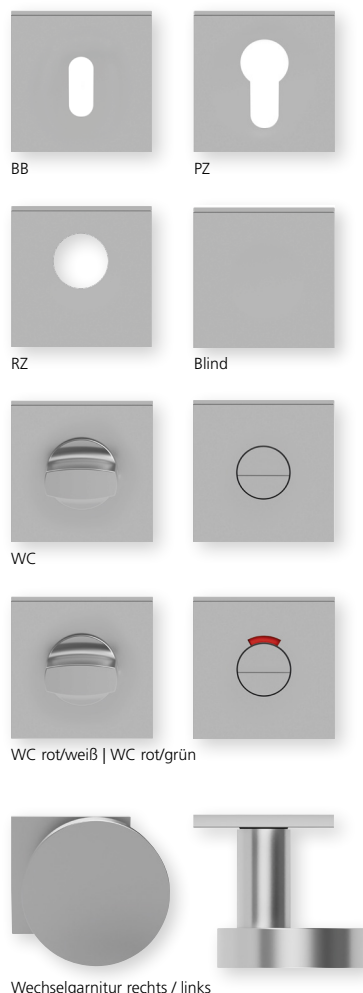 BB
PZ
RZ
Blind
WC
WC rot/weiß | WC rot/grün
Wechselgarnitur rechts / links